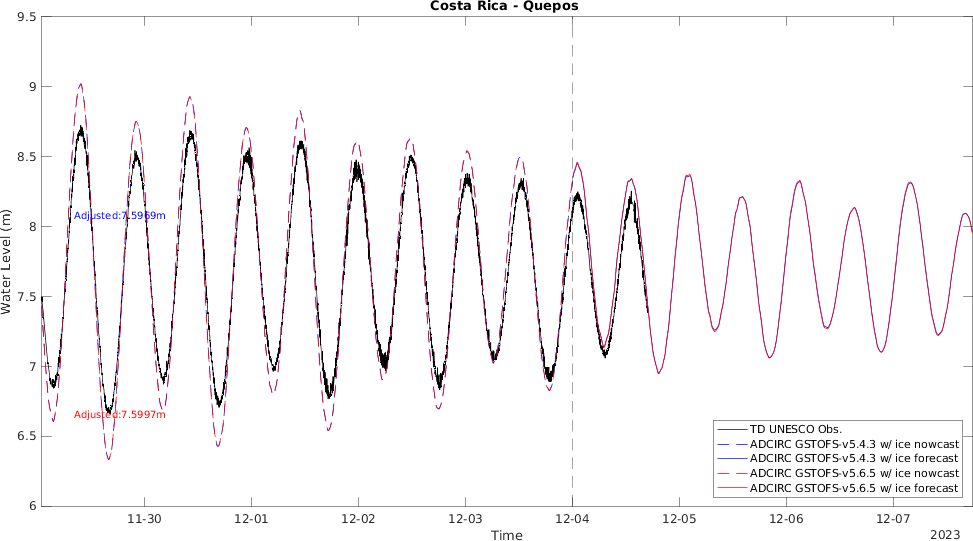 Costa Rica - Quepos
9.5
9
8.5
8
7.5
7
6.5
6
Water Level (m)
Adjusted:7.5969m
Adjusted:7.5997m
TD UNESCO Obs.
ADCIRC GSTOFS-v5.4.3 w/ ice nowcast
ADCIRC GSTOFS-v5.4.3 w/ ice forecast
ADCIRC GSTOFS-v5.6.5 w/ ice nowcast
ADCIRC GSTOFS-v5.6.5 w/ ice forecast
11-30
12-01
12-02
12-03
12-04
12-05
12-06
12-07
Time
2023